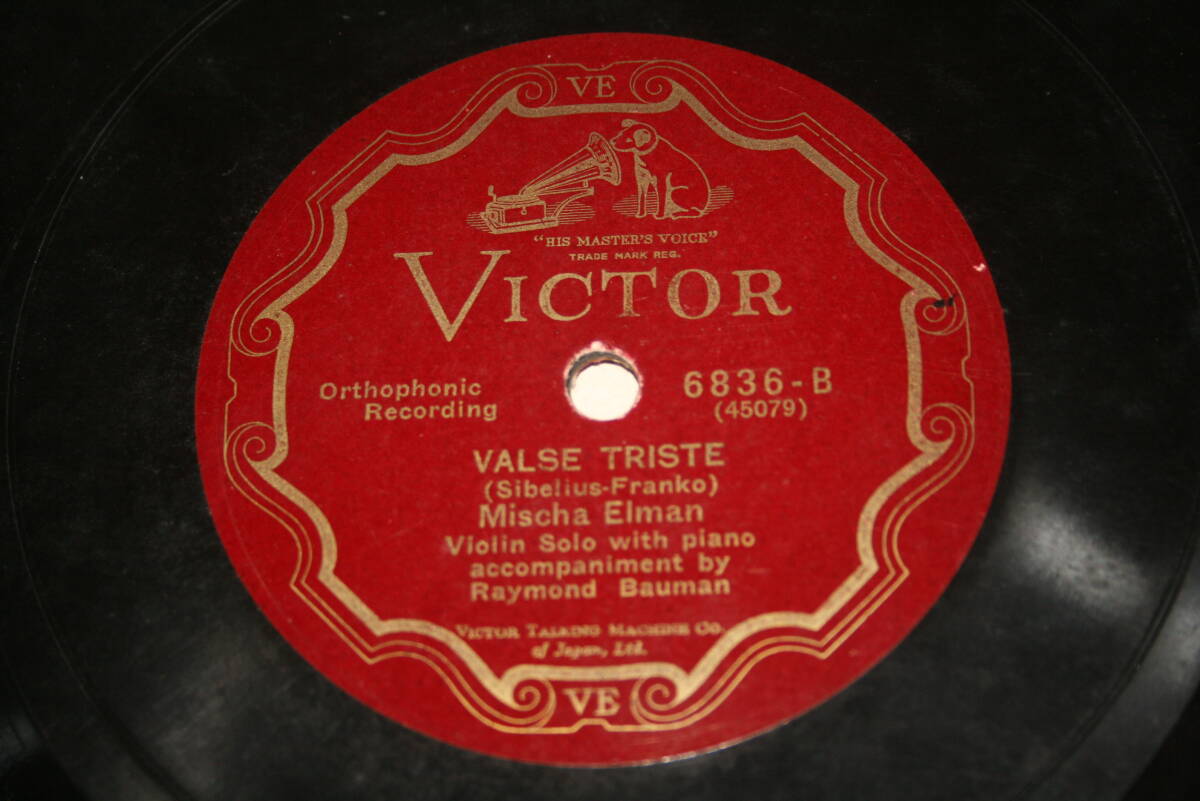 VE
"HIS MASTER'S VOICE"
TRADE MARK REG.
VICTOR
Orthophonic
Recording
6836-B
(45079)
VALSE TRISTE
(Sibelius-Franko)
Mischa Elman
Violin Solo with piano
accompaniment by
Raymond Bauman
VICTOR TALKING MACHINE CO.
of Japan, Ltd.
VE